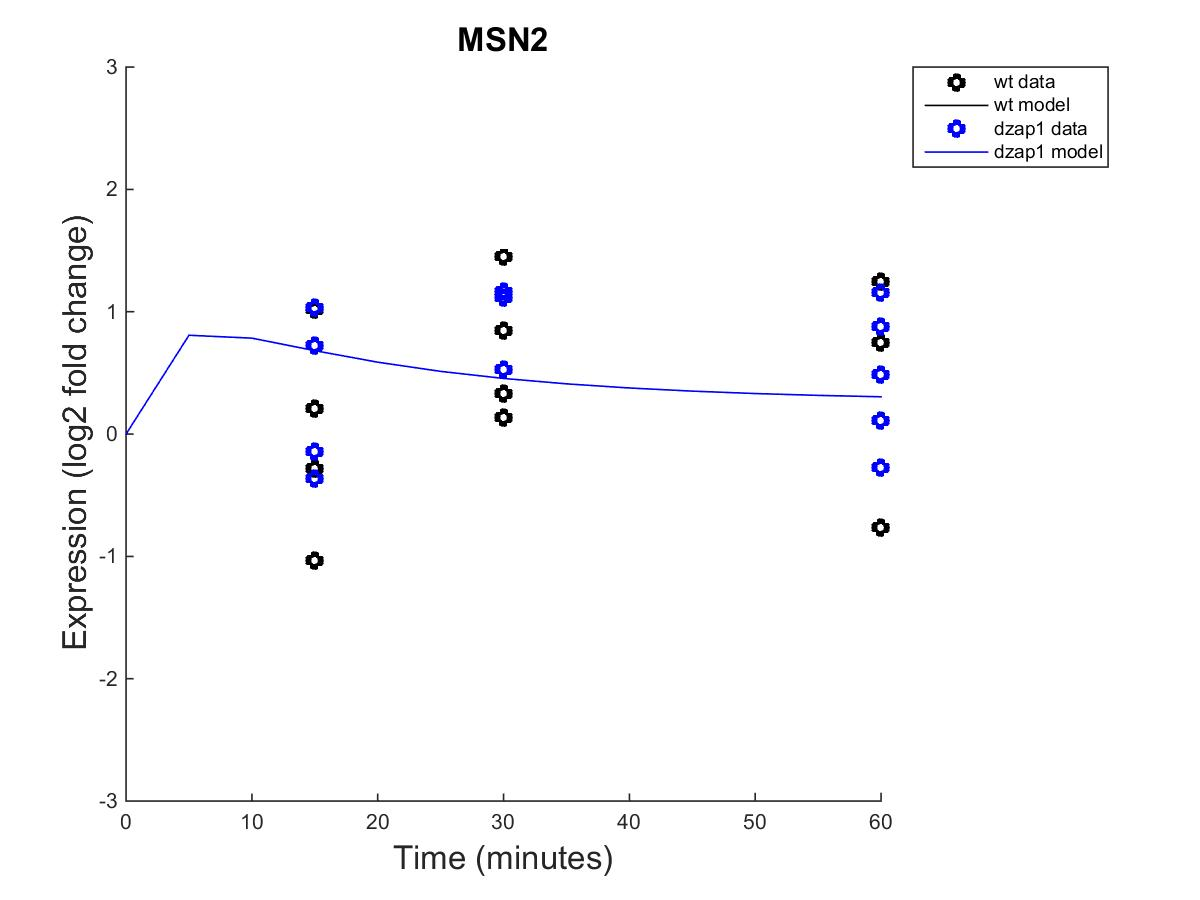 MSN2
wt data
wt model
dzap1 data
dzap1 model
Expression (log2 fold change)
3
2
1
0
-1
-2
-3
0 10 20 30 40 50 60
Time (minutes)